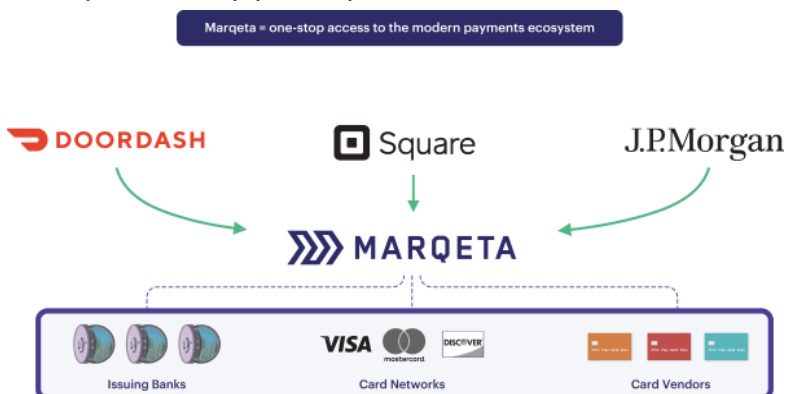 Marqeta = one-stop access to the modern payments ecosystem
DOORDASH
Square
J.P.Morgan
MARQETA
VISA
mastercard
DISCOVER
Issuing Banks
Card Networks
Card Vendors